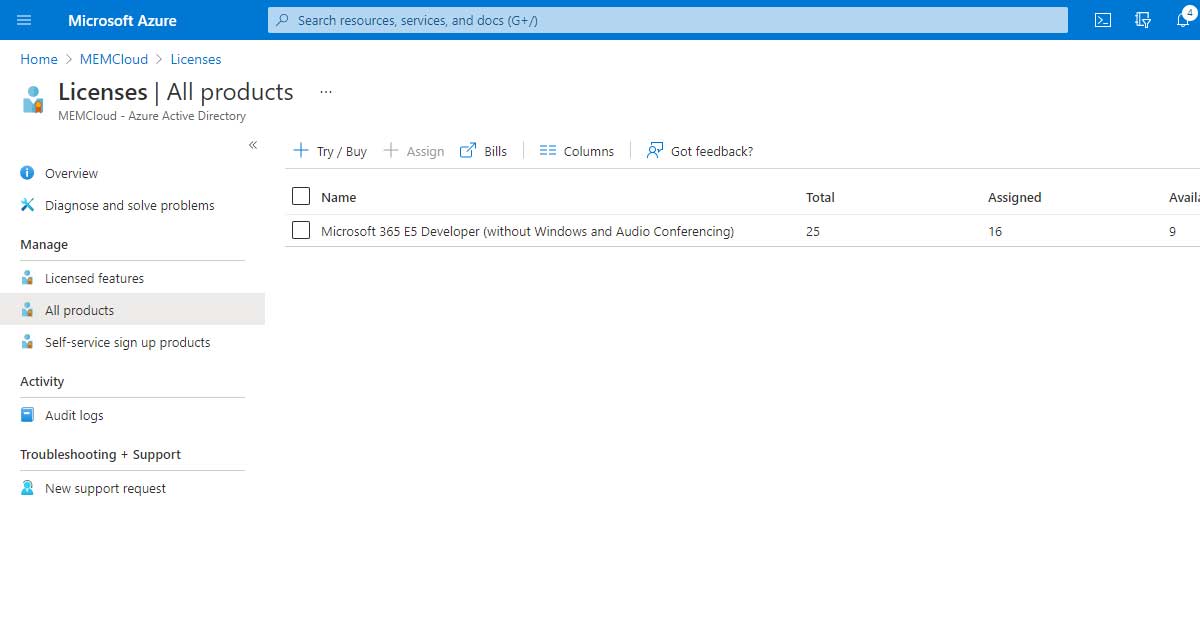 Microsoft Azure
Search resources, services, and docs (G+/)
4
Home > MEMCloud > Licenses
Licenses | All products ...
MEMCloud - Azure Active Directory
«
+ Try / Buy + Assign Bills Columns Got feedback?
Overview
Diagnose and solve problems
Manage
Licensed features
All products
Self-service sign up products
Activity
Audit logs
Troubleshooting + Support
New support request
Name Total Assigned Availa
Microsoft 365 E5 Developer (without Windows and Audio Conferencing) 25 16 9